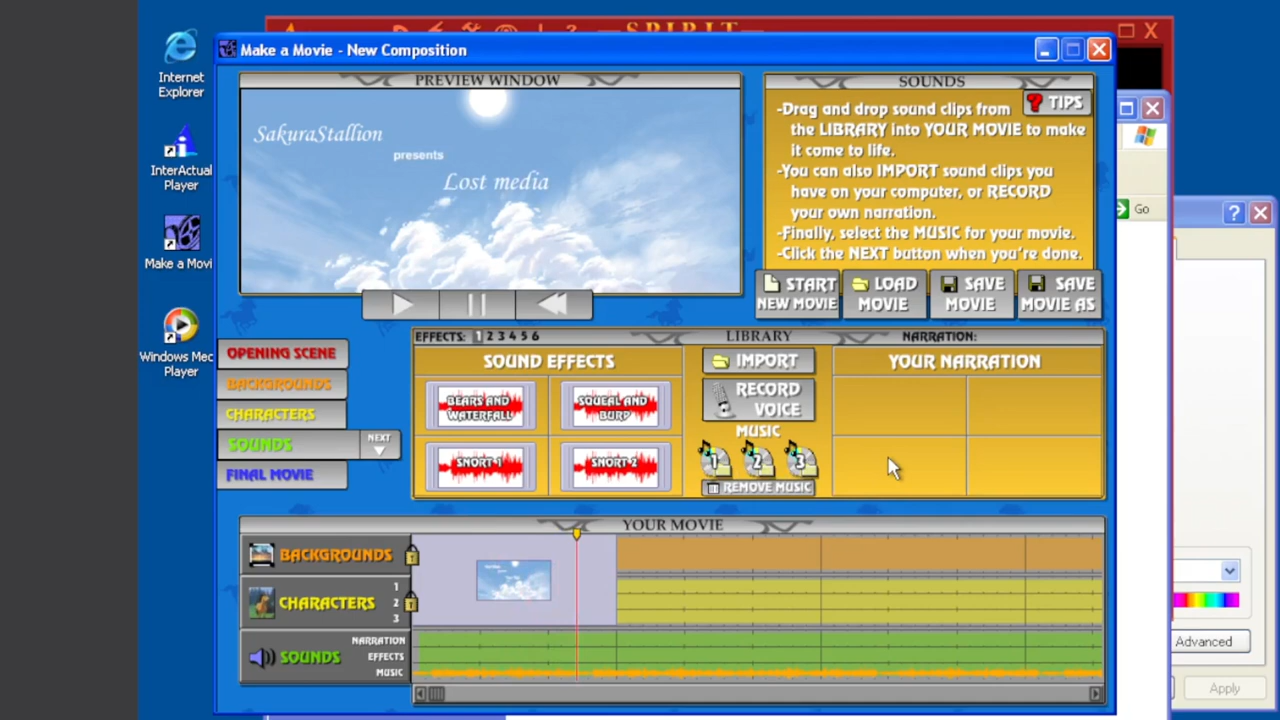 SPIRIT
Internet
Explorer
InterActual
Player
Make a Movi
Windows Mec
Player
Make a Movie - New Composition
PREVIEW WINDOW
SakuraStallion
presents
Lost media
SOUNDS
? TIPS
-Drag and drop sound clips from
the LIBRARY into YOUR MOVIE to make
it come to life.
-You can also IMPORT sound clips you
have on your computer, or RECORD
your own narration.
-Finally, select the MUSIC for your movie.
-Click the NEXT button when you're done.
START
NEW MOVIE
LOAD
MOVIE
SAVE
MOVIE
SAVE
MOVIE AS
Go
OPENING SCENE
BACKGROUNDS
CHARACTERS
SOUNDS
NEXT
FINAL MOVIE
EFFECTS: 1 2 3 4 5 6
LIBRARY
NARRATION:
SOUND EFFECTS
BEARS AND
WATERFALL
SQUEAL AND
BURP
SNORT 1
SNORT 2
IMPORT
RECORD
VOICE
MUSIC
1 2 3
REMOVE MUSIC
YOUR NARRATION
YOUR MOVIE
BACKGROUNDS
CHARACTERS
1
2
3
SOUNDS
NARRATION
EFFECTS
MUSIC
Advanced
Apply